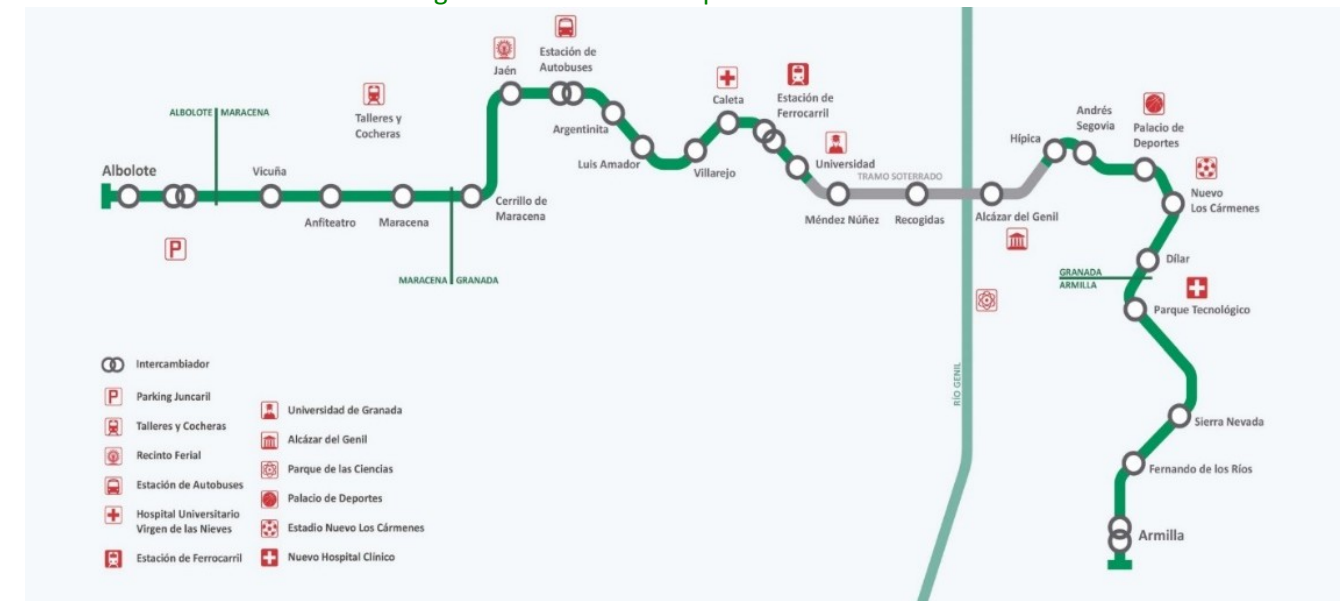 Jaén
Estación de
Autobuses
Talleres y
Cocheras
ALBOLOTE
MARACENA
Albolote
Vicuña
Anfiteatro
Maracena
Cerrillo de
Maracena
MARACENA
GRANADA
Argentinita
Luis Amador
Villarejo
Caleta
Estación de
Ferrocarril
Universidad
TRAMO SOTERRADO
Méndez Núñez
Recogidas
Alcázar del Genil
Hípica
Andrés
Segovia
Palacio de
Deportes
Nuevo
Los Cármenes
Dílar
GRANADA
ARMILLA
Parque Tecnológico
Sierra Nevada
Fernando de los Ríos
Armilla
RÍO GENIL
P
Intercambiador
P
Parking Juncaril
Talleres y Cocheras
Recinto Ferial
Estación de Autobuses
Hospital Universitario
Virgen de las Nieves
Estación de Ferrocarril
Universidad de Granada
Alcázar del Genil
Parque de las Ciencias
Palacio de Deportes
Estadio Nuevo Los Cármenes
Nuevo Hospital Clínico